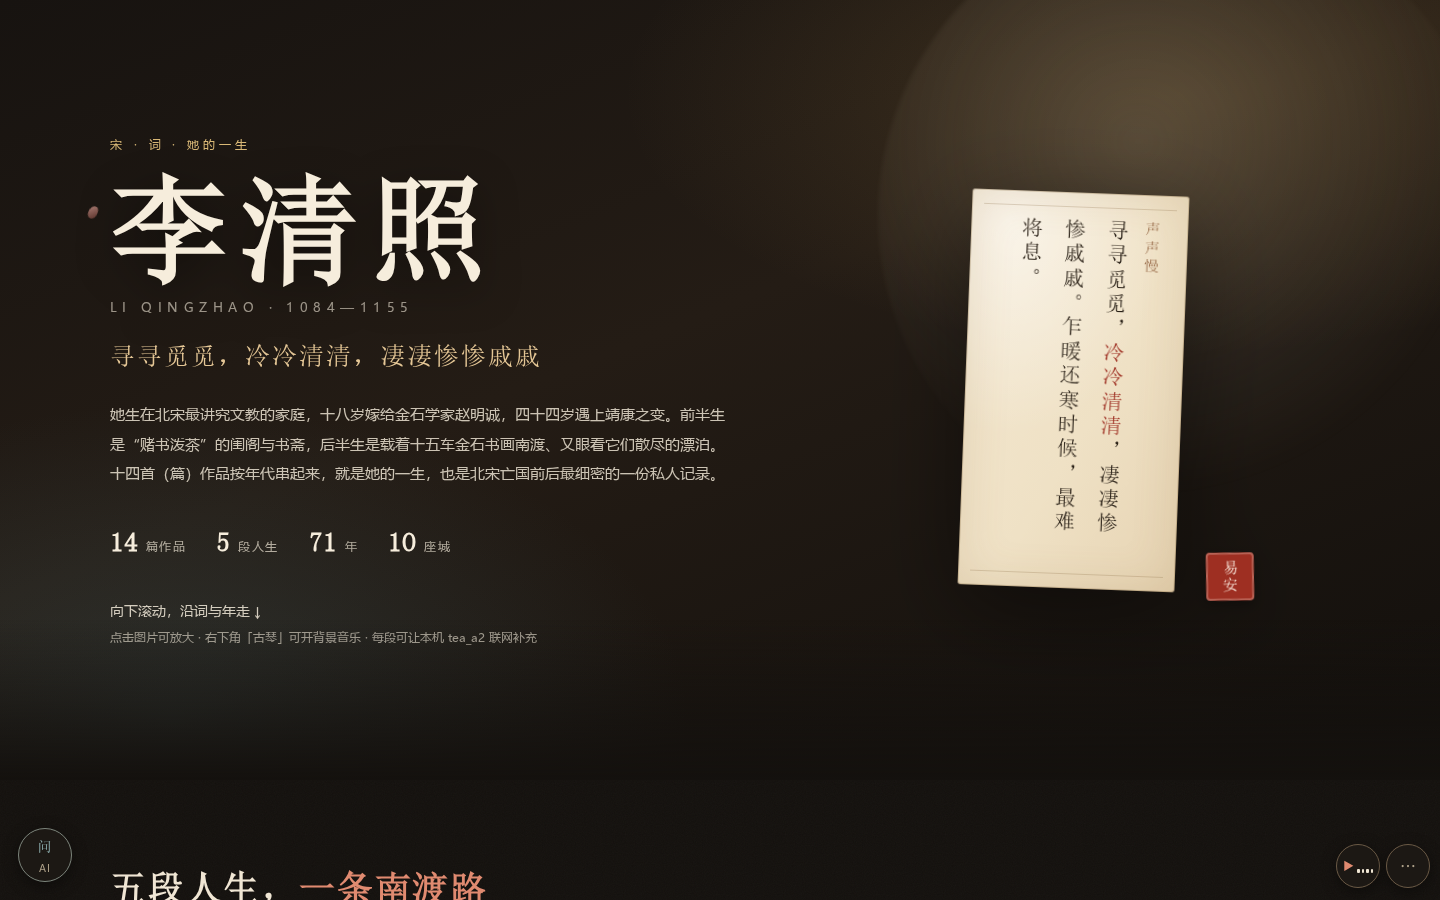 宋 · 词 · 她的一生
李清照
LI QINGZHAO · 1084—1155
寻寻觅觅，冷冷清清，凄凄惨惨戚戚
她生在北宋最讲究文教的家庭，十八岁嫁给金石学家赵明诚，四十四岁遇上靖康之变。前半生
是“赌书泼茶”的闺阁与书斋，后半生是载着十五车金石书画南渡、又眼看它们散尽的漂泊。
十四首（篇）作品按年代串起来，就是她的一生，也是北宋亡国前后最细密的一份私人记录。
14 篇作品 5 段人生 71 年 10 座城
向下滚动，沿词与年走 ↓
点击图片可放大 · 右下角「古琴」可开背景音乐 · 每段可让本机 tea_a2 联网补充
声声慢
寻寻觅觅，冷冷清清，凄凄惨
惨戚戚。乍暖还寒时候，最难
将息。
易安
五段人生，一条南渡路
问
AI